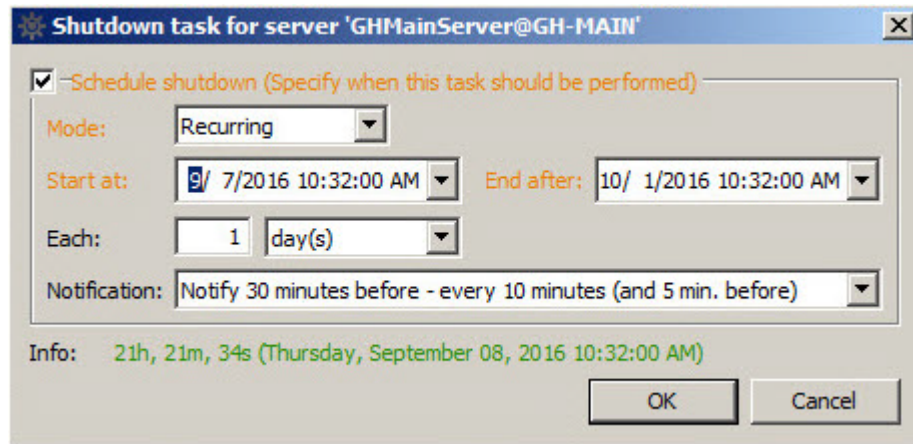 Shutdown task for server 'GHMainServer@GH-MAIN'
Schedule shutdown (Specify when this task should be performed)
Mode: Recurring
Start at: 9/ 7/2016 10:32:00 AM End after: 10/ 1/2016 10:32:00 AM
Each: 1 day(s)
Notification: Notify 30 minutes before - every 10 minutes (and 5 min. before)
Info: 21h, 21m, 34s (Thursday, September 08, 2016 10:32:00 AM)
OK Cancel